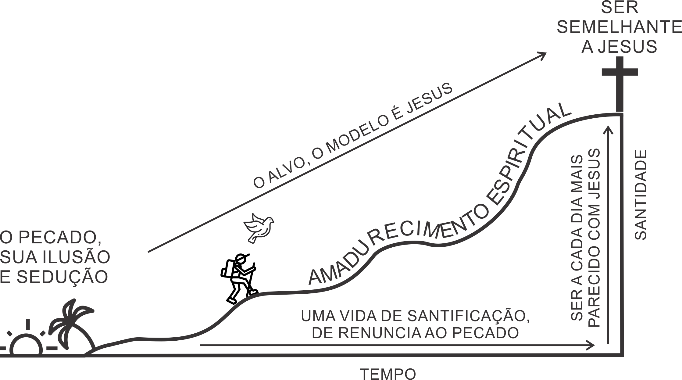 SER
SEMELHANTE
A JESUS
O ALVO, O MODELO É JESUS
AMADURECIMENTO ESPIRITUAL
O PECADO,
SUA ILUSÃO
E SEDUÇÃO
SER A CADA DIA MAIS
PARECIDO COM JESUS
SANTIDADE
UMA VIDA DE SANTIFICAÇÃO,
DE RENUNCIA AO PECADO
TEMPO